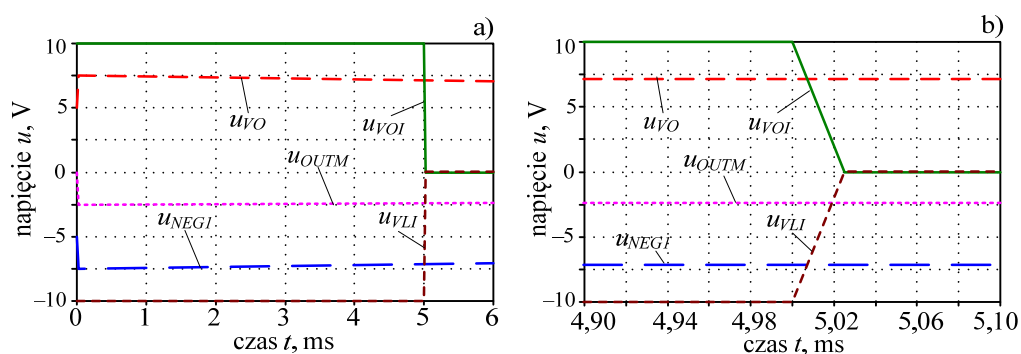 a)
napięcie u, V
10
5
0
–5
–10
u_VO
u_VOI
u_OUTM
u_NEG1
u_VLI
0 1 2 3 4 5 6
czas t, ms
b)
napięcie u, V
10
5
0
–5
–10
u_VO
u_VOI
u_OUTM
u_VLI
u_NEG1
4,90 4,94 4,98 5,02 5,06 5,10
czas t, ms